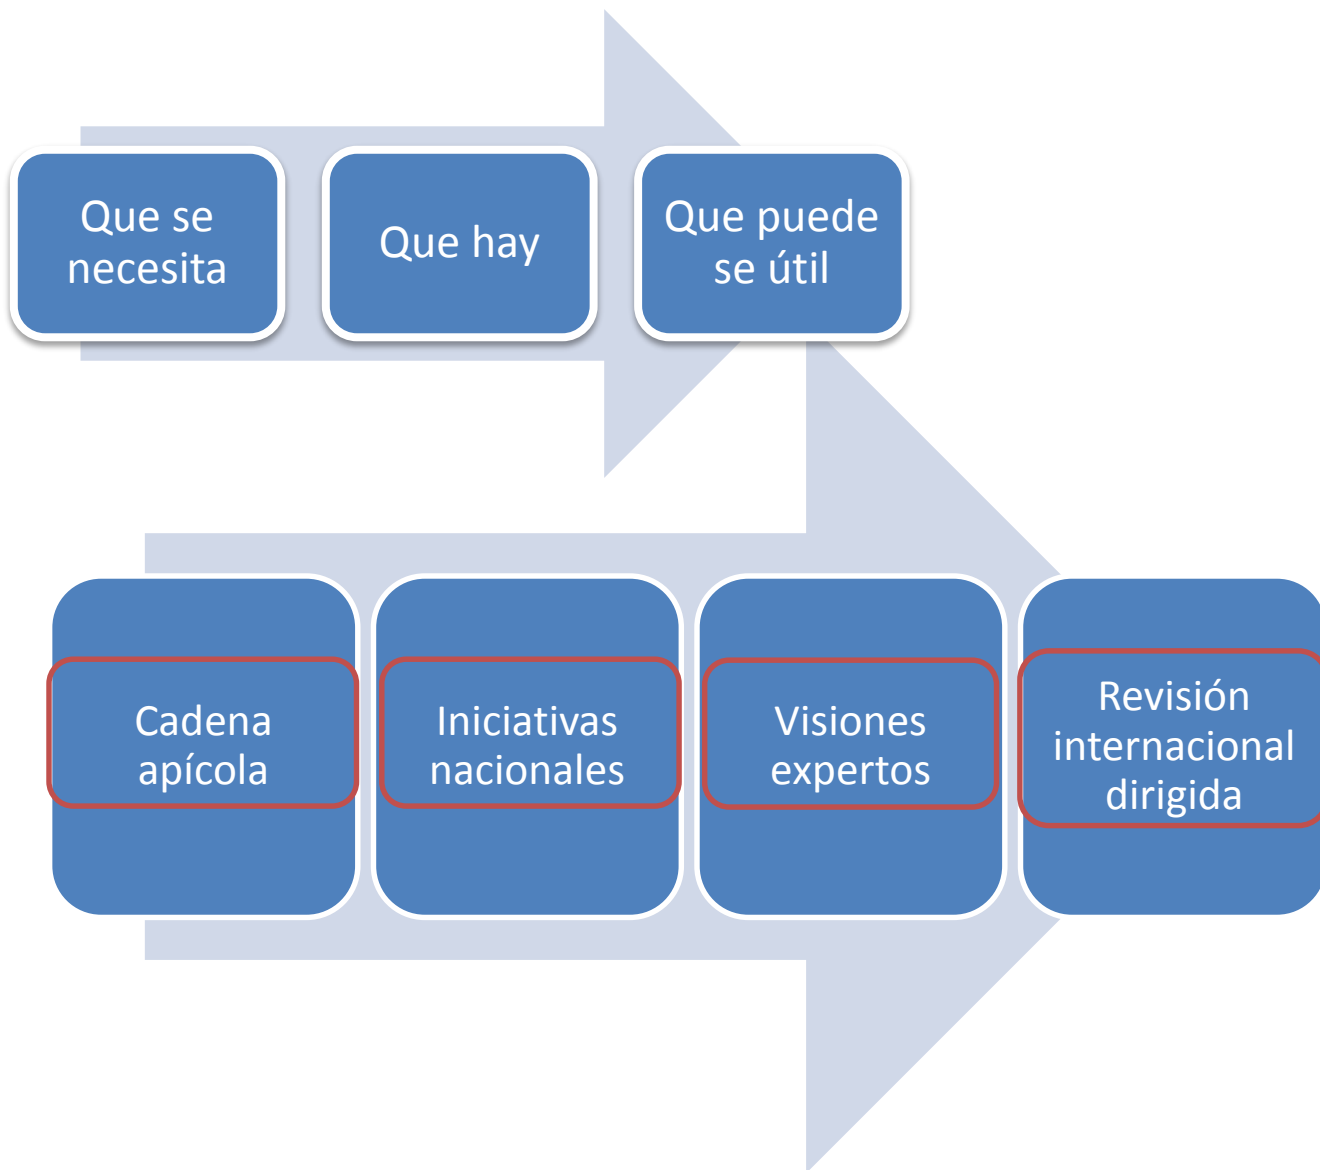 Que se
necesita
Que hay
Que puede
se útil
Cadena
apícola
Iniciativas
nacionales
Visiones
expertos
Revisión
internacional
dirigida